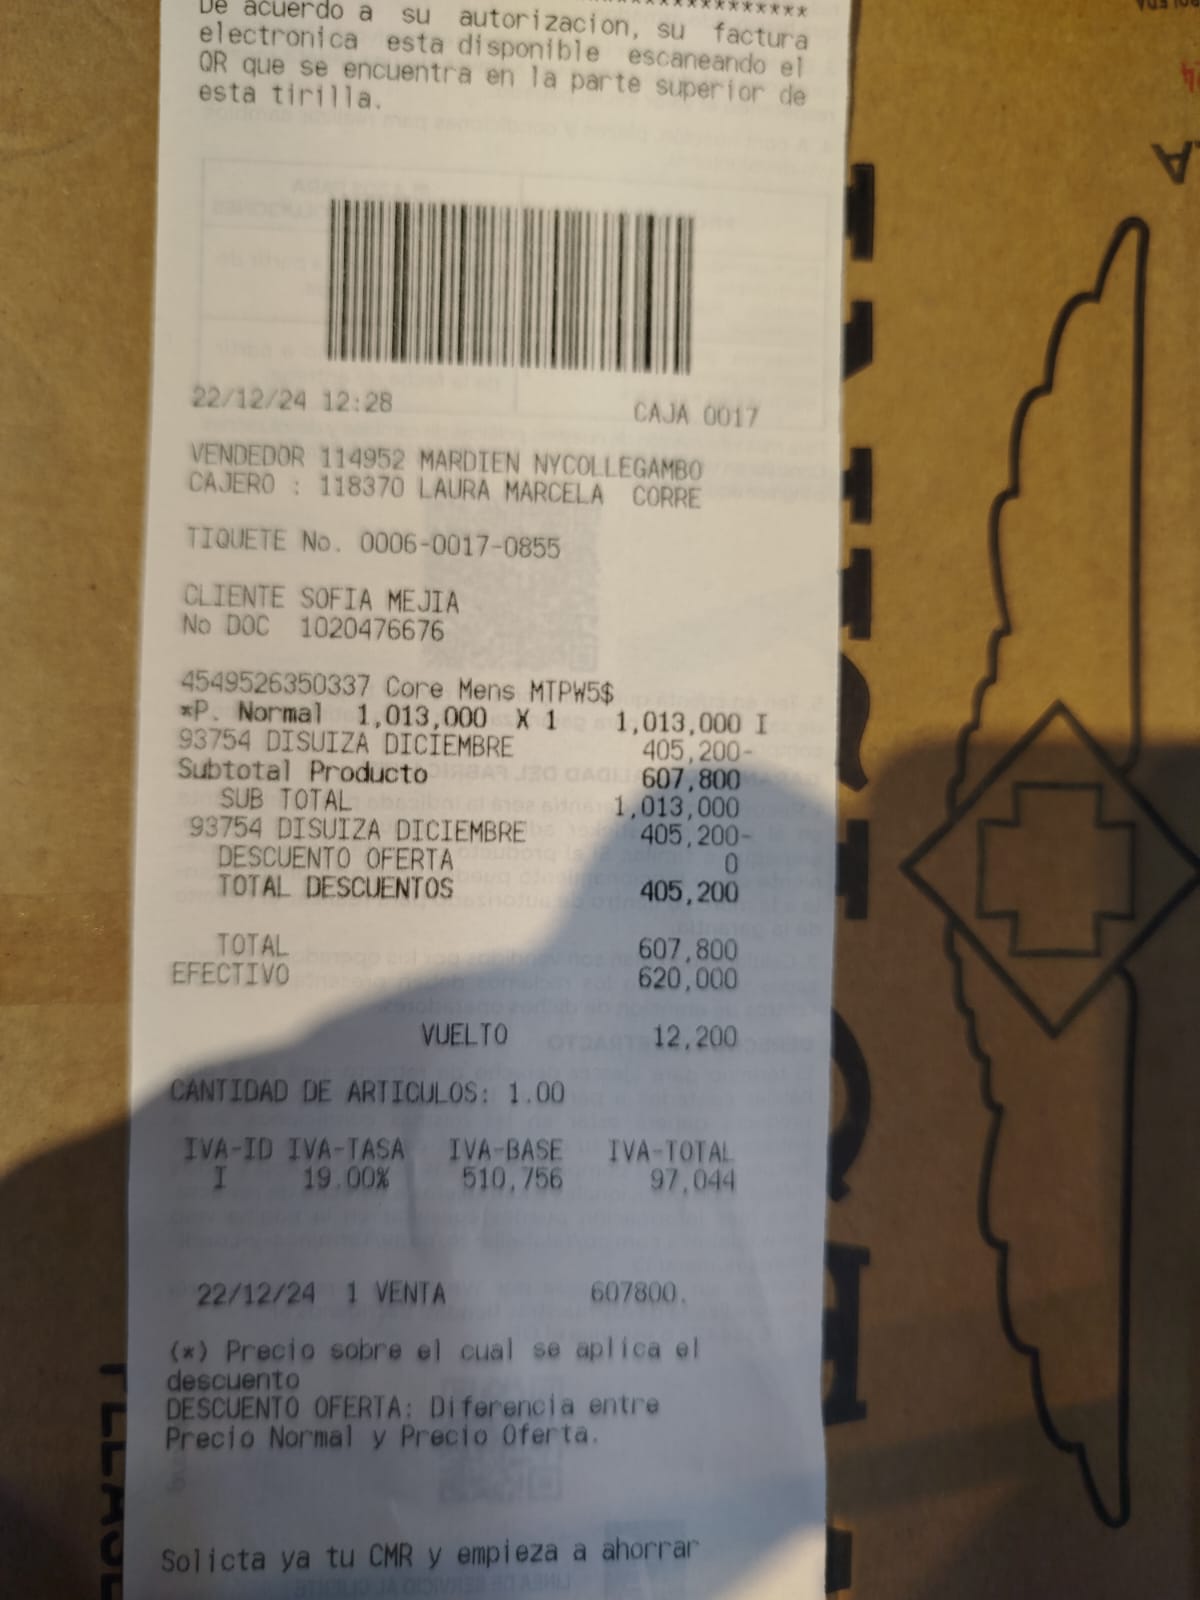 De acuerdo a su autorizacion, su factura
electronica esta disponible escaneando el
QR que se encuentra en la parte superior de
esta tirilla.
22/12/24 12:28 CAJA 0017
VENDEDOR 114952 MARDIEN NYCOLLEGAMBO
CAJERO : 118370 LAURA MARCELA CORRE
TIQUETE No. 0006-0017-0855
CLIENTE SOFIA MEJIA
No DOC 1020476676
4549526350337 Core Mens MTPW5$
*P. Normal 1,013,000 X 1 1,013,000 I
93754 DISUIZA DICIEMBRE 405,200-
Subtotal Producto 607,800
SUB TOTAL 1,013,000
93754 DISUIZA DICIEMBRE 405,200-
DESCUENTO OFERTA 0
TOTAL DESCUENTOS 405,200
TOTAL 607,800
EFECTIVO 620,000
VUELTO 12,200
CANTIDAD DE ARTICULOS: 1.00
IVA-ID IVA-TASA IVA-BASE IVA-TOTAL
I 19.00% 510,756 97,044
22/12/24 1 VENTA 607800.
(*) Precio sobre el cual se aplica el
descuento
DESCUENTO OFERTA: Diferencia entre
Precio Normal y Precio Oferta.
Solicta ya tu CMR y empieza a ahorrar